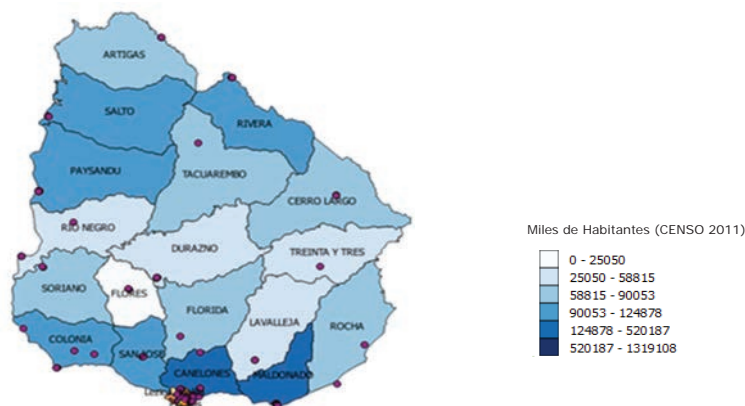 ARTIGAS
SALTO
RIVERA
PAYSANDU
TACUAREMBO
CERRO LARGO
RIO NEGRO
DURAZNO
TREINTA Y TRES
SORIANO
FLORES
FLORIDA
LAVALLEJA
ROCHA
COLONIA
SAN JOSE
CANELONES
MALDONADO
Miles de Habitantes (CENSO 2011)
0 - 25050
25050 - 58815
58815 - 90053
90053 - 124878
124878 - 520187
520187 - 1319108